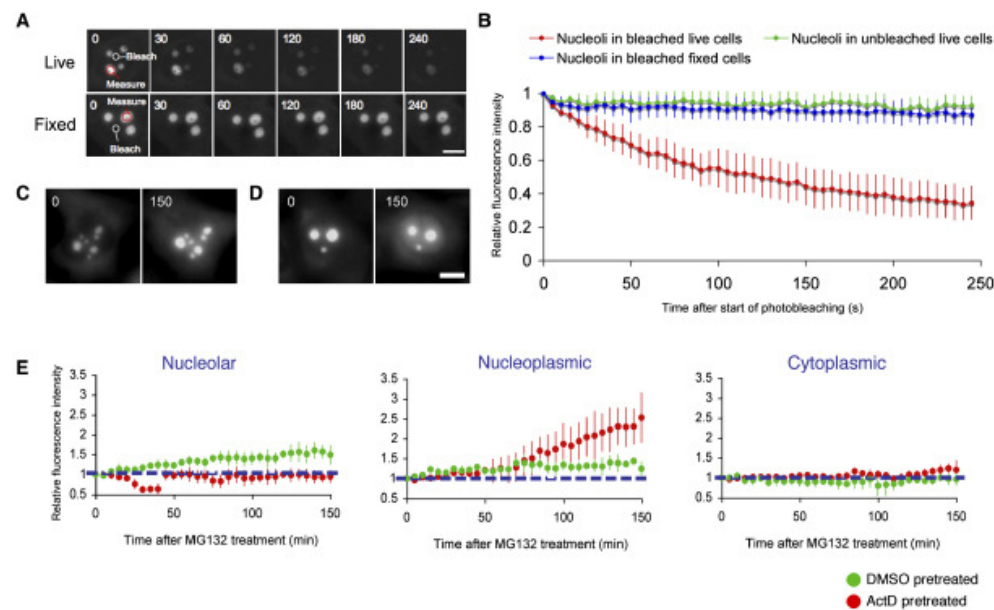 A
Live
0
Bleach
Measure
30
60
120
180
240
Fixed
0
Measure
Bleach
30
60
120
180
240
B
Nucleoli in bleached live cells
Nucleoli in unbleached live cells
Nucleoli in bleached fixed cells
Relative fluorescence intensity
1
0.8
0.6
0.4
0.2
0
0 50 100 150 200 250
Time after start of photobleaching (s)
C
0
150
D
0
150
E
Nucleolar
Relative fluorescence intensity
3.5
3
2.5
2
1.5
1
0.5
0 50 100 150
Time after MG132 treatment (min)
Nucleoplasmic
3.5
3
2.5
2
1.5
1
0.5
0 50 100 150
Time after MG132 treatment (min)
Cytoplasmic
3.5
3
2.5
2
1.5
1
0.5
0 50 100 150
Time after MG132 treatment (min)
DMSO pretreated
ActD pretreated